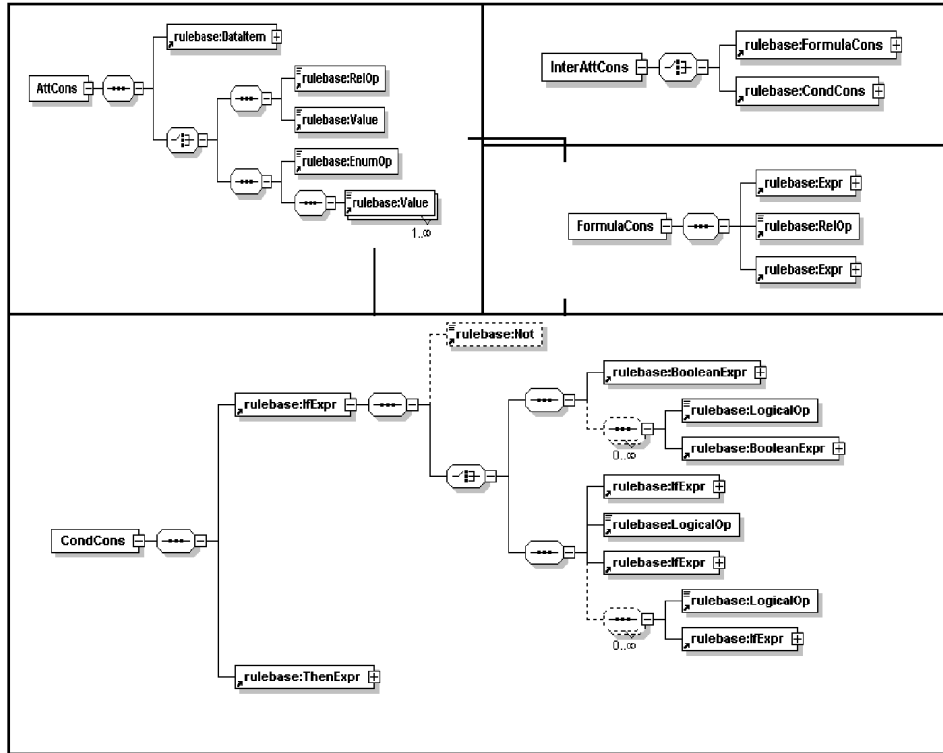 AttCons
rulebase:DataItem
rulebase:RelOp
rulebase:Value
rulebase:EnumOp
rulebase:Value
1..∞
InterAttCons
rulebase:FormulaCons
rulebase:CondCons
FormulaCons
rulebase:Expr
rulebase:RelOp
rulebase:Expr
CondCons
rulebase:IfExpr
rulebase:Not
rulebase:BooleanExpr
rulebase:LogicalOp
rulebase:BooleanExpr
0..∞
rulebase:IfExpr
rulebase:LogicalOp
rulebase:IfExpr
rulebase:LogicalOp
rulebase:IfExpr
0..∞
rulebase:ThenExpr